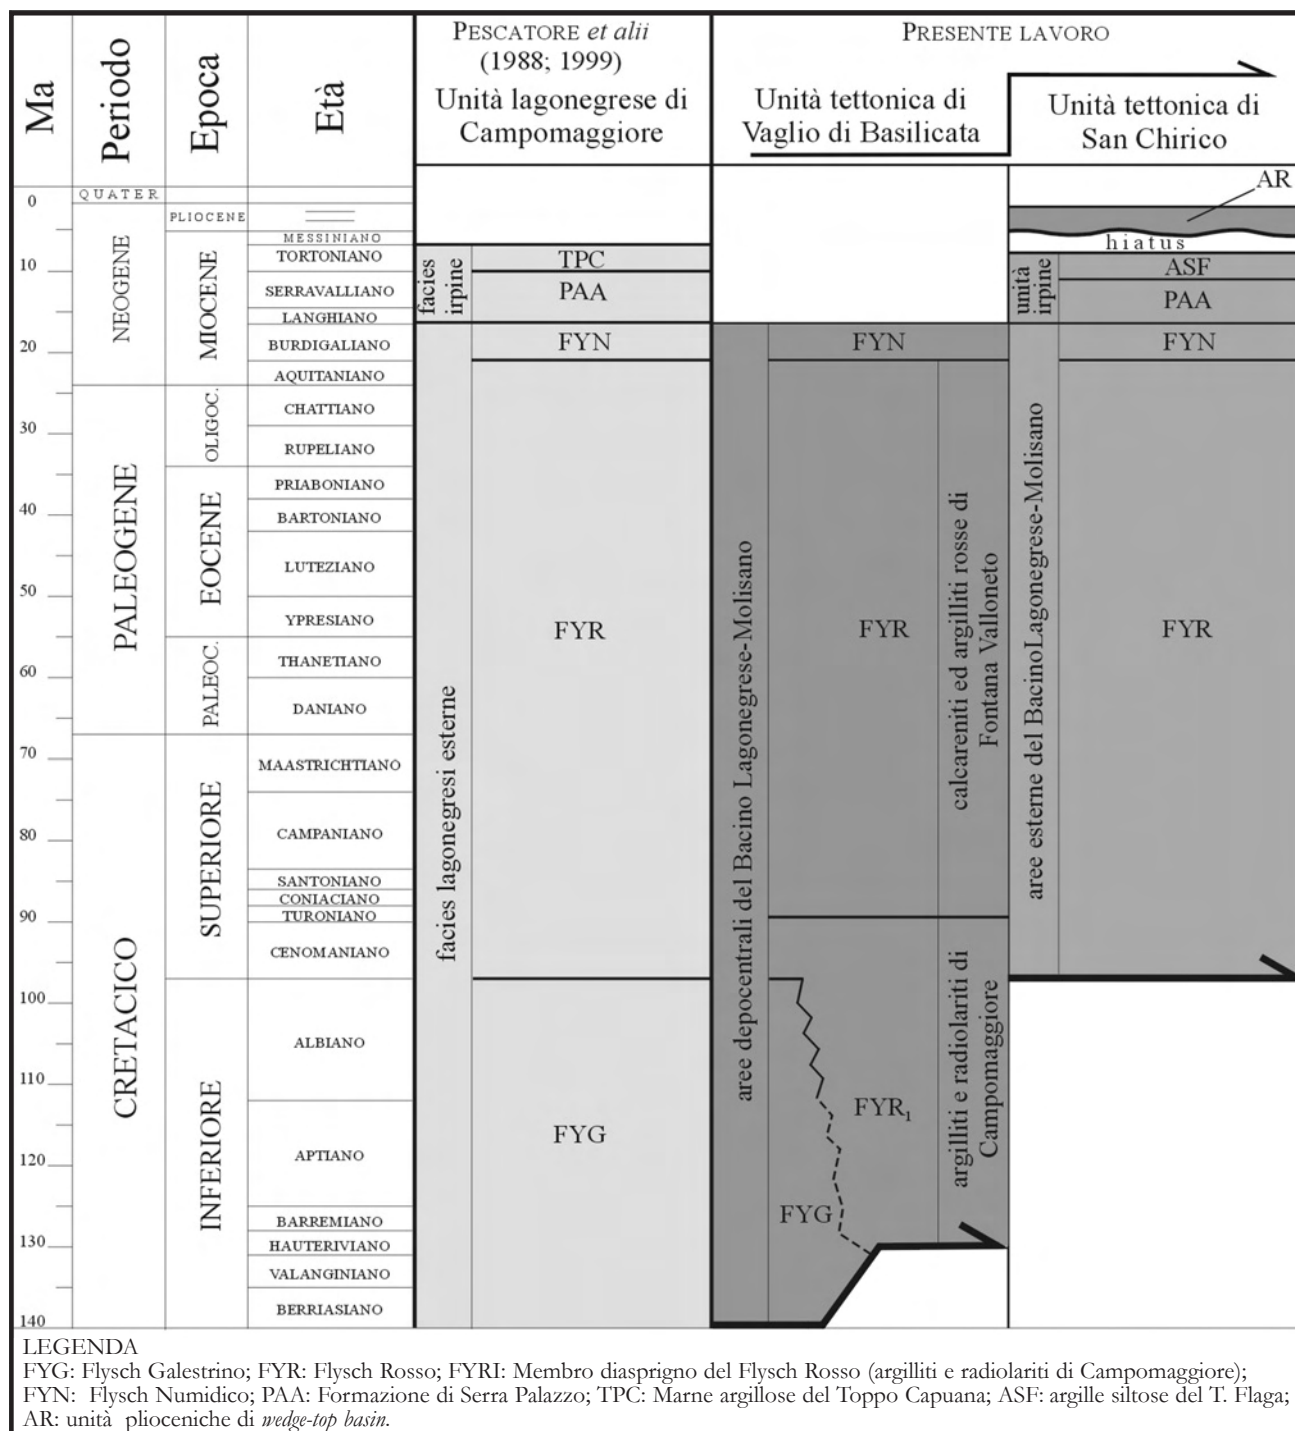 Ma
Periodo
Epoca
Età
PESCATORE et alii
(1988; 1999)
Unità lagonegrese di
Campomaggiore
PRESENTE LAVORO
Unità tettonica di
Vaglio di Basilicata
Unità tettonica di
San Chirico
0
10
20
30
40
50
60
70
80
90
100
110
120
130
140
QUATER
NEOGENE
PALEOGENE
CRETACICO
PLIOCENE
MIOCENE
OLIGOC.
EOCENE
PALEOC.
SUPERIORE
INFERIORE
MESSINIANO
TORTONIANO
SERRAVALLIANO
LANGHIANO
BURDIGALIANO
AQUITANIANO
CHATTIANO
RUPELIANO
PRIABONIANO
BARTONIANO
LUTEZIANO
YPRESIANO
THANETIANO
DANIANO
MAASTRICHTIANO
CAMPANIANO
SANTONIANO
CONIACIANO
TURONIANO
CENOMANIANO
ALBIANO
APTIANO
BARREMIANO
HAUTERIVIANO
VALANGINIANO
BERRIASIANO
facies
irpine
facies lagonegresi esterne
TPC
PAA
FYN
FYR
FYG
aree depocentrali del Bacino Lagonegrese-Molisano
FYN
FYR
calcareniti ed argilliti rosse di
Fontana Valloneto
FYR1
argilliti e radiolariti di
Campomaggiore
FYG
AR
hiatus
unità
irpine
ASF
PAA
FYN
aree esterne del BacinoLagonegrese-Molisano
FYR
LEGENDA
FYG: Flysch Galestrino; FYR: Flysch Rosso; FYRI: Membro diasprigno del Flysch Rosso (argilliti e radiolariti di Campomaggiore);
FYN: Flysch Numidico; PAA: Formazione di Serra Palazzo; TPC: Marne argillose del Toppo Capuana; ASF: argille siltose del T. Flaga;
AR: unità plioceniche di wedge-top basin.